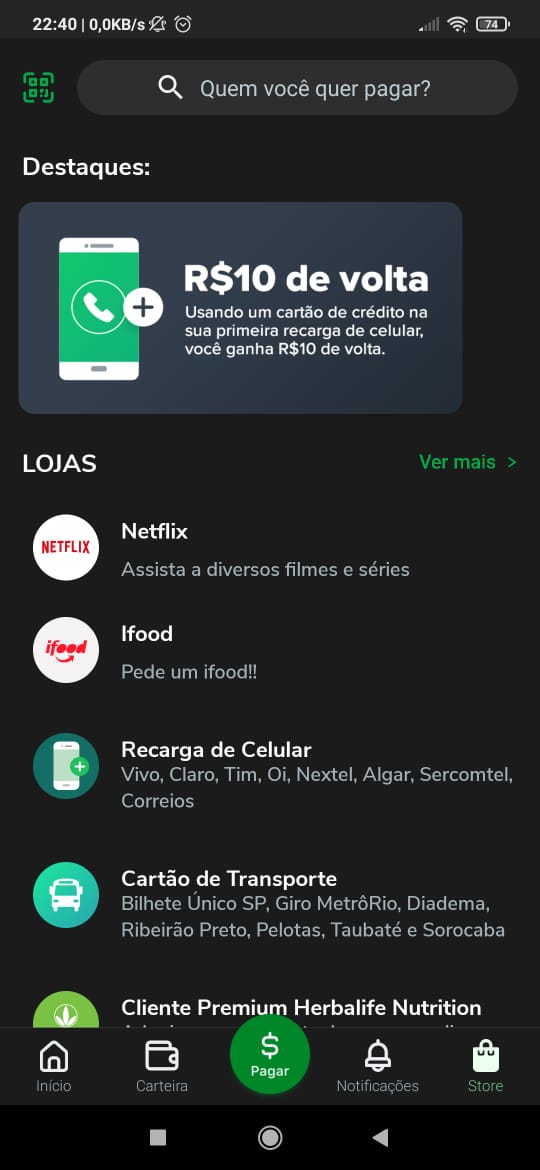 22:40 | 0,0KB/s
74
Quem você quer pagar?
Destaques:
R$10 de volta
Usando um cartão de crédito na
sua primeira recarga de celular,
você ganha R$10 de volta.
LOJAS
Ver mais >
NETFLIX
Netflix
Assista a diversos filmes e séries
ifood
Ifood
Pede um ifood!!
Recarga de Celular
Vivo, Claro, Tim, Oi, Nextel, Algar, Sercomtel,
Correios
Cartão de Transporte
Bilhete Único SP, Giro MetrôRio, Diadema,
Ribeirão Preto, Pelotas, Taubaté e Sorocaba
Cliente Premium Herbalife Nutrition
$
Pagar
Início
Carteira
Notificações
Store